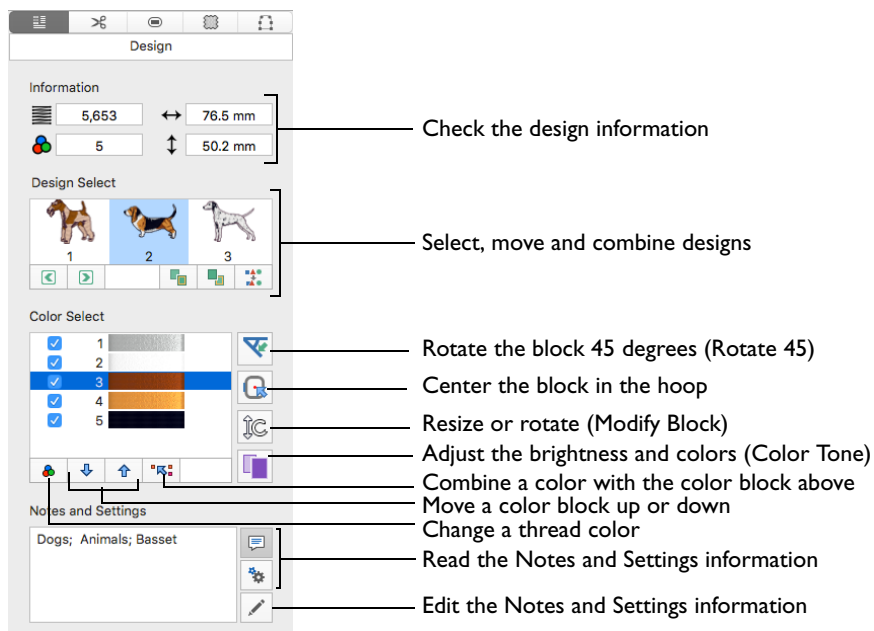 Design
Information
5,653
76.5 mm
5
50.2 mm
Check the design information
Design Select
1
2
3
Select, move and combine designs
Color Select
1
2
3
4
5
Rotate the block 45 degrees (Rotate 45)
Center the block in the hoop
Resize or rotate (Modify Block)
Adjust the brightness and colors (Color Tone)
Combine a color with the color block above
Move a color block up or down
Change a thread color
Notes and Settings
Dogs;  Animals; Basset
Read the Notes and Settings information
Edit the Notes and Settings information